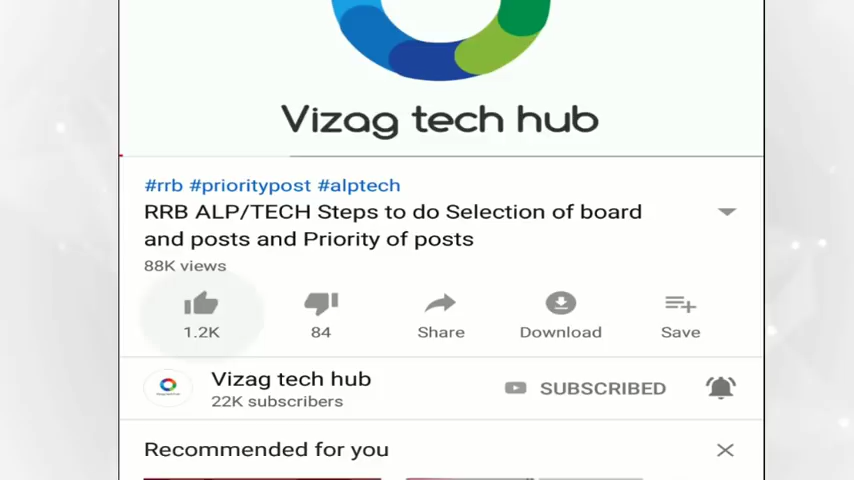 Vizag tech hub
#rrb #prioritypost #alptech
RRB ALP/TECH Steps to do Selection of board
and posts and Priority of posts
88K views
1.2K
84
Share
Download
Save
Vizag tech hub
22K subscribers
SUBSCRIBED
Recommended for you